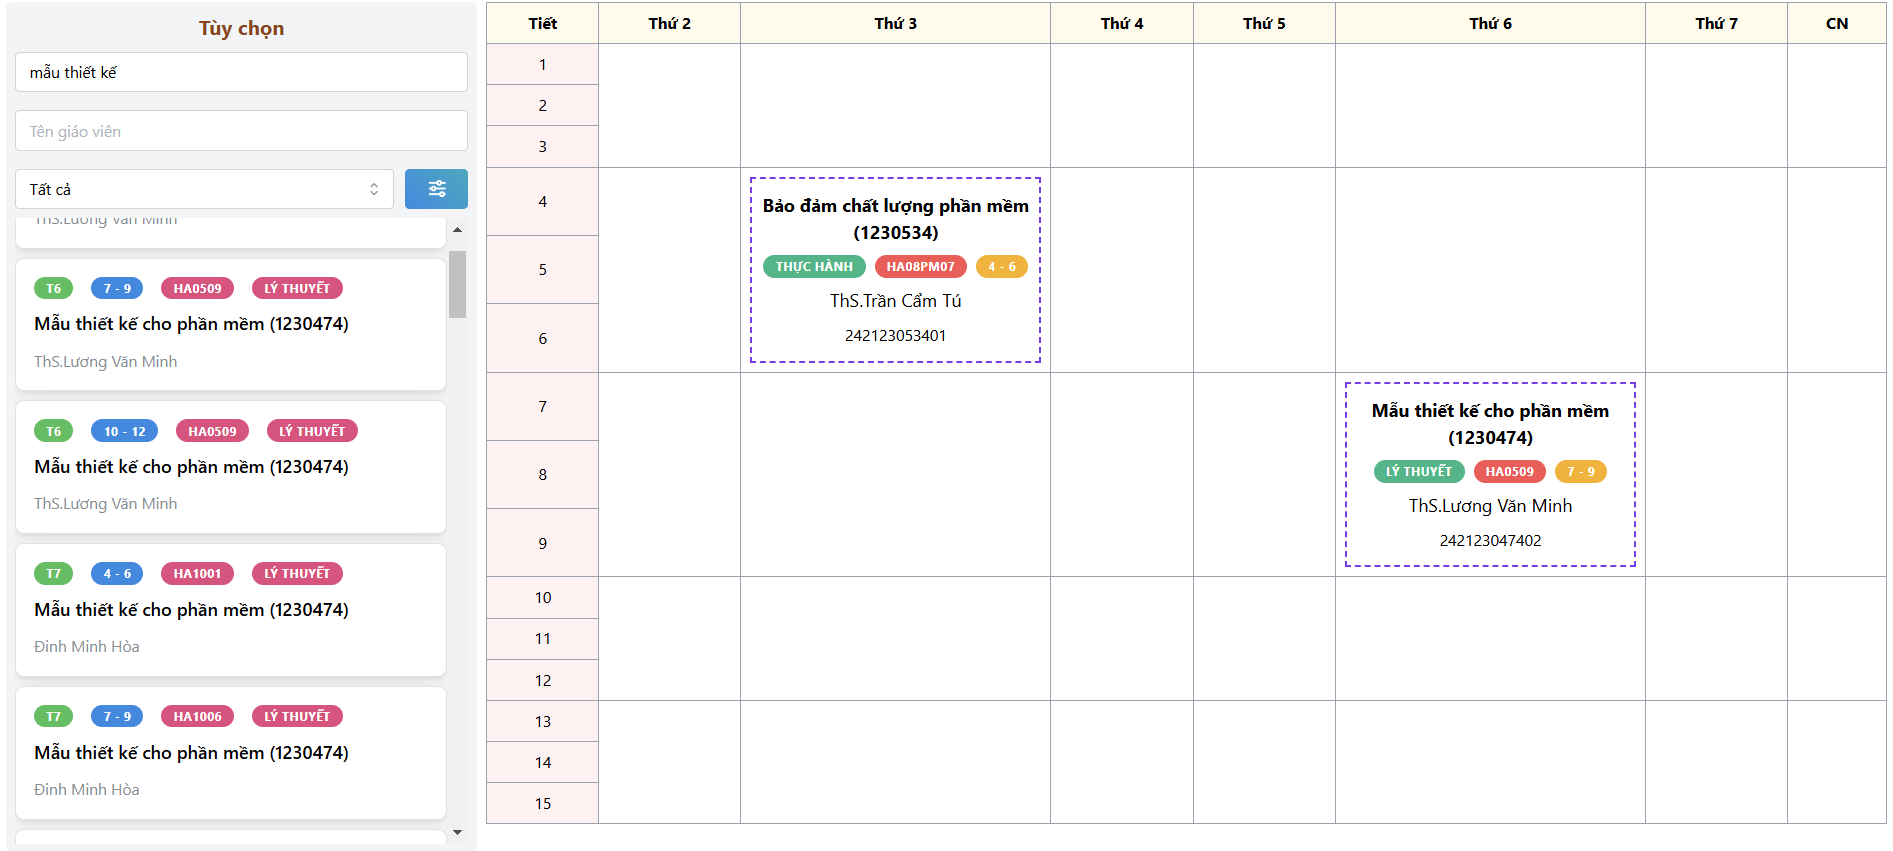 Tùy chọn
mẫu thiết kế
Tên giáo viên
Tất cả
ThS.Lương Văn Minh
T6 7 - 9 HA0509 LÝ THUYẾT
Mẫu thiết kế cho phần mềm (1230474)
ThS.Lương Văn Minh
T6 10 - 12 HA0509 LÝ THUYẾT
Mẫu thiết kế cho phần mềm (1230474)
ThS.Lương Văn Minh
T7 4 - 6 HA1001 LÝ THUYẾT
Mẫu thiết kế cho phần mềm (1230474)
Đinh Minh Hòa
T7 7 - 9 HA1006 LÝ THUYẾT
Mẫu thiết kế cho phần mềm (1230474)
Đinh Minh Hòa
Tiết Thứ 2 Thứ 3 Thứ 4 Thứ 5 Thứ 6 Thứ 7 CN
1
2
3
4
5
6
Bảo đảm chất lượng phần mềm
(1230534)
THỰC HÀNH HA08PM07 4 - 6
ThS.Trần Cẩm Tú
242123053401
7
8
9
Mẫu thiết kế cho phần mềm
(1230474)
LÝ THUYẾT HA0509 7 - 9
ThS.Lương Văn Minh
242123047402
10
11
12
13
14
15